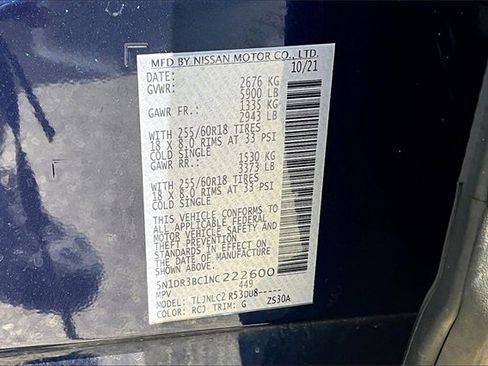 MFD BY NISSAN MOTOR CO., LTD.
DATE: 10/21
GVWR: 2676 KG
5900 LB
GAWR FR.: 1335 KG
2943 LB
WITH 255/60R18 TIRES
18 X 8.0 RIMS AT 33 PSI
COLD SINGLE
GAWR RR.: 1530 KG
3373 LB
WITH 255/60R18 TIRES
18 X 8.0 RIMS AT 33 PSI
COLD SINGLE
THIS VEHICLE CONFORMS TO
ALL APPLICABLE FEDERAL
MOTOR VEHICLE SAFETY AND
THEFT PREVENTION
STANDARDS IN EFFECT ON
THE DATE OF MANUFACTURE
SHOWN ABOVE.
5N1DR3BC1NC222600
MPV 449
MODEL: TLJNLCZ R53DU8-----
COLOR: RCJ TRIM: G ZS30A